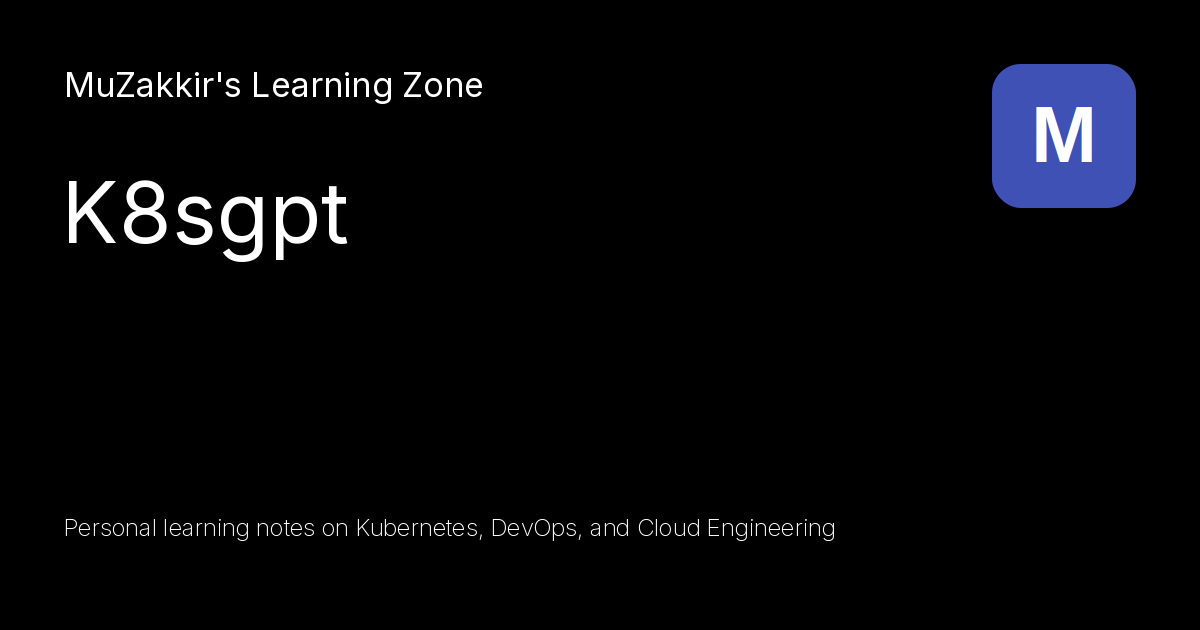 MuZakkir's Learning Zone
M
K8sgpt
Personal learning notes on Kubernetes, DevOps, and Cloud Engineering